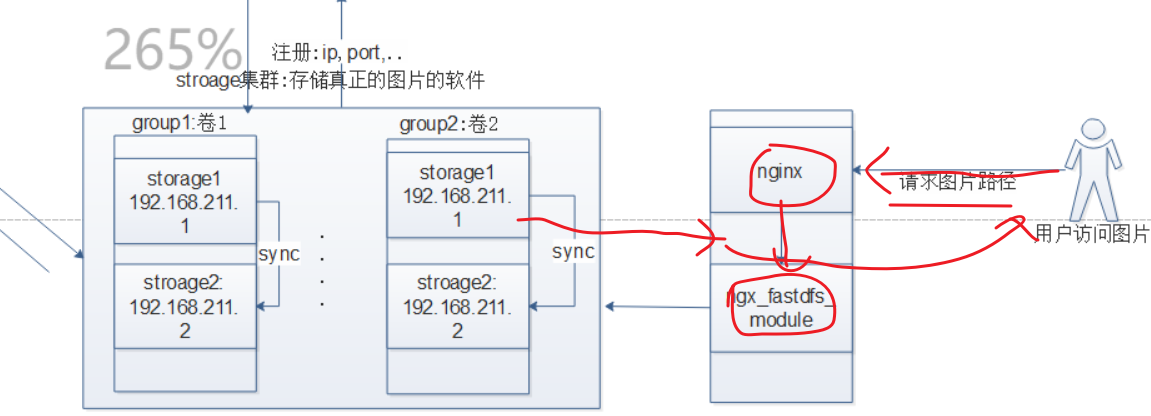 265%
注册:ip,port,..
stroage集群:存储真正的图片的软件
group1:卷1
group2:卷2
storage1
192.168.211.
1
sync
stroage2:
192.168.211.
2
storage1
192.168.211.
1
sync
stroage2:
192.168.211.
2
nginx
ngx_fastdfs_
module
请求图片路径
用户访问图片